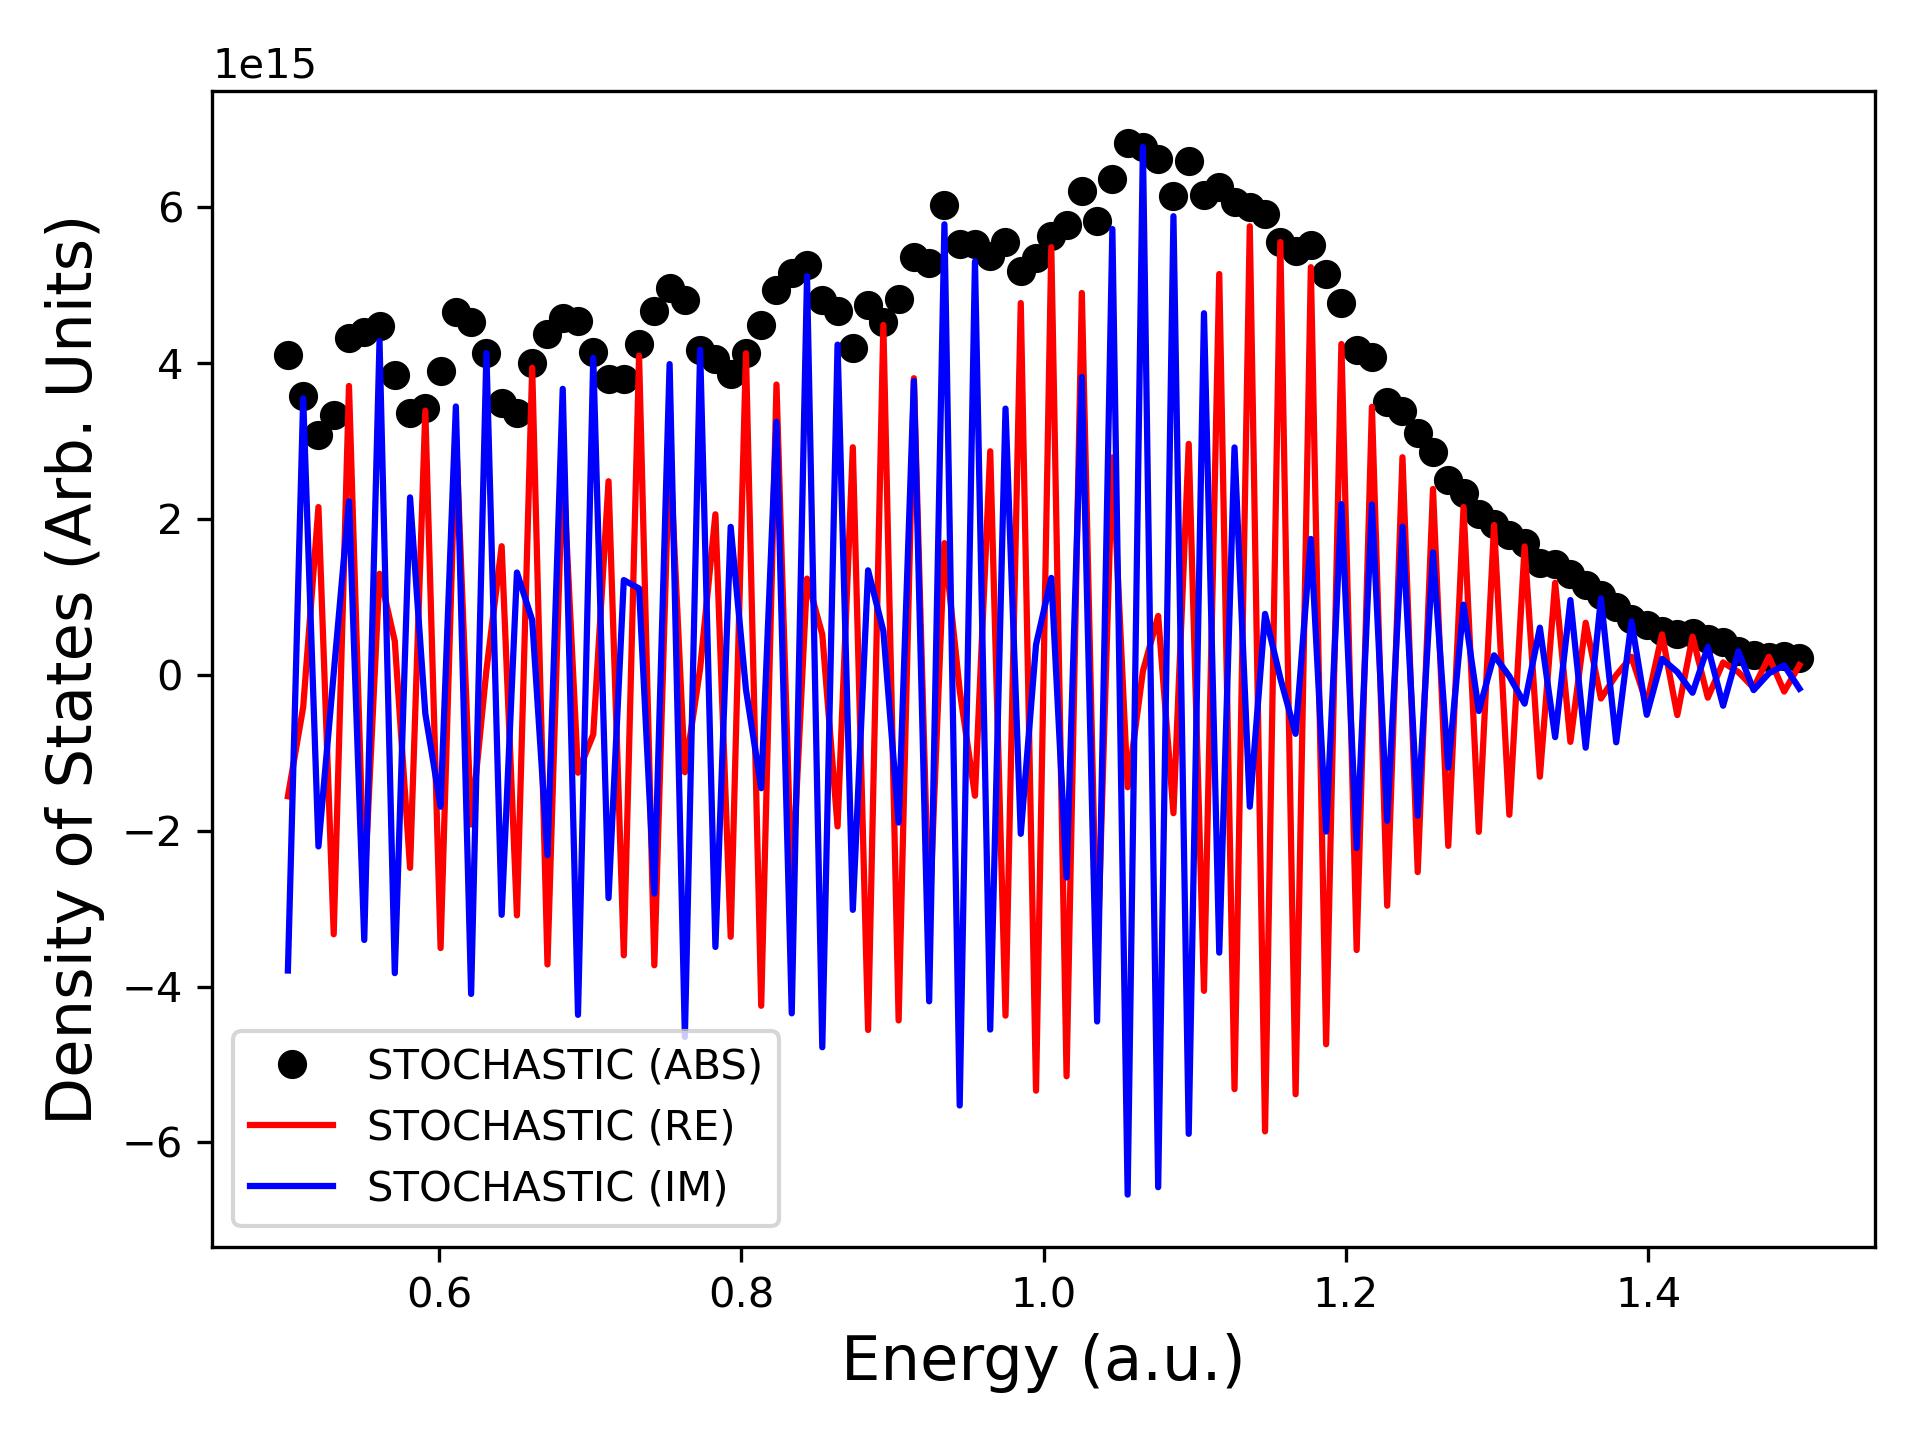 1e15
6
4
2
0
−2
−4
−6
Density of States (Arb. Units)
STOCHASTIC (ABS)
STOCHASTIC (RE)
STOCHASTIC (IM)
0.6 0.8 1.0 1.2 1.4
Energy (a.u.)